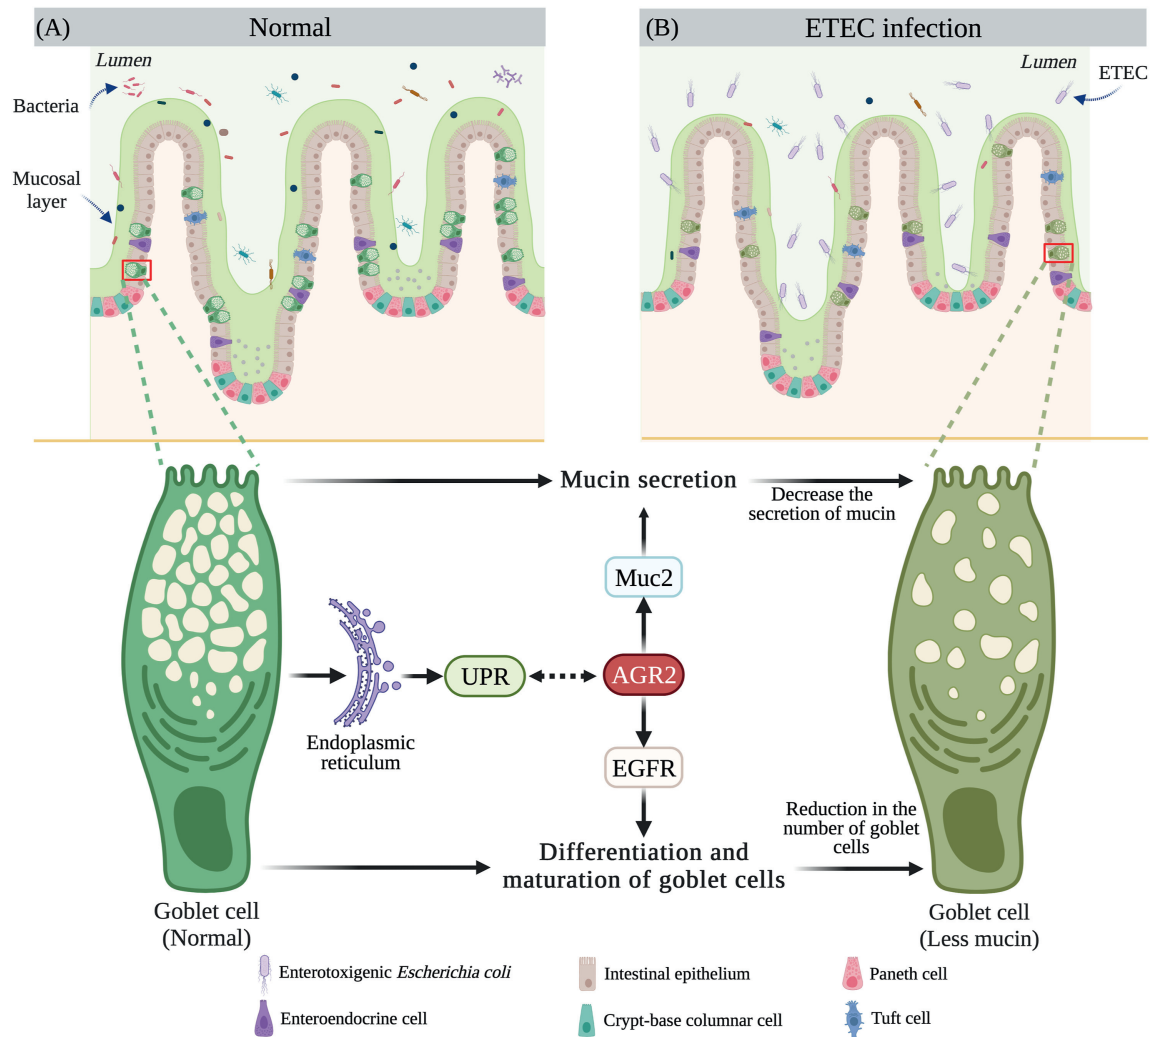 (A)
Normal
(B)
ETEC infection
Lumen
Bacteria
Mucosal
layer
Lumen
ETEC
Mucin secretion
Decrease the
secretion of mucin
Muc2
UPR
AGR2
Endoplasmic
reticulum
EGFR
Reduction in the
number of goblet
cells
Differentiation and
maturation of goblet cells
Goblet cell
(Normal)
Goblet cell
(Less mucin)
Enterotoxigenic Escherichia coli
Intestinal epithelium
Paneth cell
Enteroendocrine cell
Crypt-base columnar cell
Tuft cell